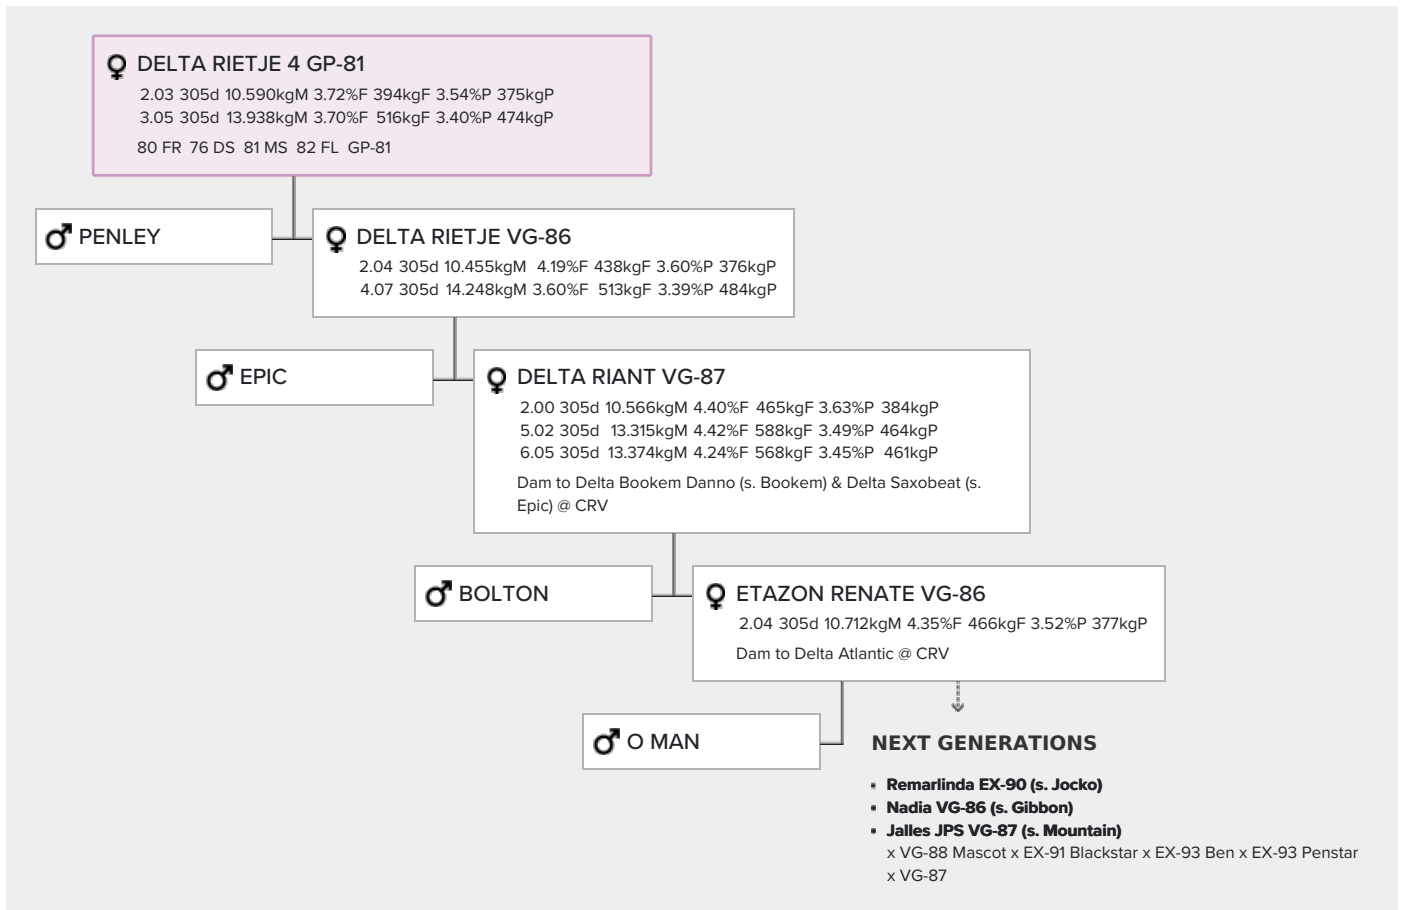 DELTA RIETJE 4 GP-81
2.03 305d 10.590kgM 3.72%F 394kgF 3.54%P 375kgP
3.05 305d 13.938kgM 3.70%F 516kgF 3.40%P 474kgP
80 FR 76 DS 81 MS 82 FL GP-81
PENLEY
DELTA RIETJE VG-86
2.04 305d 10.455kgM 4.19%F 438kgF 3.60%P 376kgP
4.07 305d 14.248kgM 3.60%F 513kgF 3.39%P 484kgP
EPIC
DELTA RIANT VG-87
2.00 305d 10.566kgM 4.40%F 465kgF 3.63%P 384kgP
5.02 305d 13.315kgM 4.42%F 588kgF 3.49%P 464kgP
6.05 305d 13.374kgM 4.24%F 568kgF 3.45%P 461kgP
Dam to Delta Bookem Danno (s. Bookem) & Delta Saxobeat (s.
Epic) @ CRV
BOLTON
ETAZON RENATE VG-86
2.04 305d 10.712kgM 4.35%F 466kgF 3.52%P 377kgP
Dam to Delta Atlantic @ CRV
O MAN
NEXT GENERATIONS
• Remarlinda EX-90 (s. Jocko)
• Nadia VG-86 (s. Gibbon)
• Jalles JPS VG-87 (s. Mountain)
x VG-88 Mascot x EX-91 Blackstar x EX-93 Ben x EX-93 Penstar
x VG-87